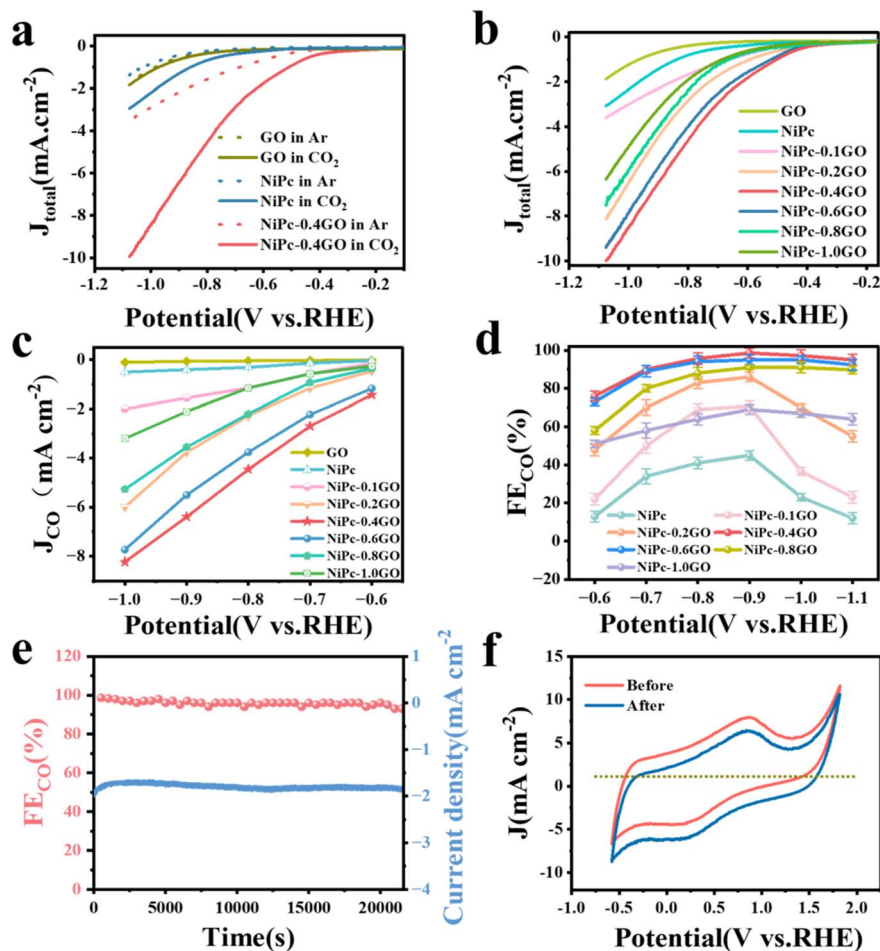 a
J_total(mA.cm⁻²)
0
-2
-4
-6
-8
-10
GO in Ar
GO in CO₂
NiPc in Ar
NiPc in CO₂
NiPc-0.4GO in Ar
NiPc-0.4GO in CO₂
-1.2 -1.0 -0.8 -0.6 -0.4 -0.2
Potential(V vs.RHE)
b
J_total(mA.cm⁻²)
0
-2
-4
-6
-8
-10
GO
NiPc
NiPc-0.1GO
NiPc-0.2GO
NiPc-0.4GO
NiPc-0.6GO
NiPc-0.8GO
NiPc-1.0GO
-1.2 -1.0 -0.8 -0.6 -0.4 -0.2
Potential(V vs.RHE)
c
J_CO (mA cm⁻²)
0
−2
−4
−6
−8
GO
NiPc
NiPc-0.1GO
NiPc-0.2GO
NiPc-0.4GO
NiPc-0.6GO
NiPc-0.8GO
NiPc-1.0GO
−1.0 −0.9 −0.8 −0.7 −0.6
Potential(V vs.RHE)
d
FE_CO(%)
100
80
60
40
20
0
−20
NiPc NiPc-0.1GO
NiPc-0.2GO NiPc-0.4GO
NiPc-0.6GO NiPc-0.8GO
NiPc-1.0GO
−0.6 −0.7 −0.8 −0.9 −1.0 −1.1
Potential(V vs.RHE)
e
FE_CO(%)
120
100
80
60
40
20
0
1
0
−1
−2
−3
−4
Current density(mA cm⁻²)
0 5000 10000 15000 20000
Time(s)
f
J(mA cm⁻²)
15
10
5
0
-5
-10
Before
After
-1.0 -0.5 0.0 0.5 1.0 1.5 2.0
Potential(V vs.RHE)